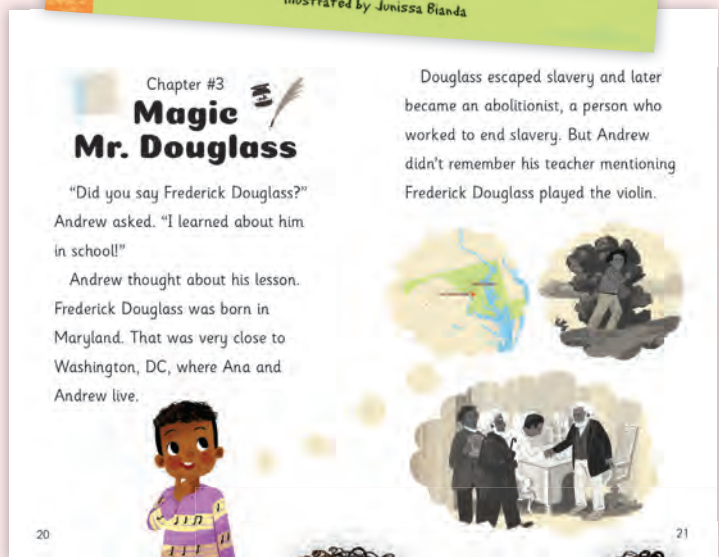 Illustrated by Junissa Bianda
Chapter #3
Magic
Mr. Douglass
"Did you say Frederick Douglass?"
Andrew asked. "I learned about him
in school!"
Andrew thought about his lesson.
Frederick Douglass was born in
Maryland. That was very close to
Washington, DC, where Ana and
Andrew live.
20
Douglass escaped slavery and later
became an abolitionist, a person who
worked to end slavery. But Andrew
didn't remember his teacher mentioning
Frederick Douglass played the violin.
21